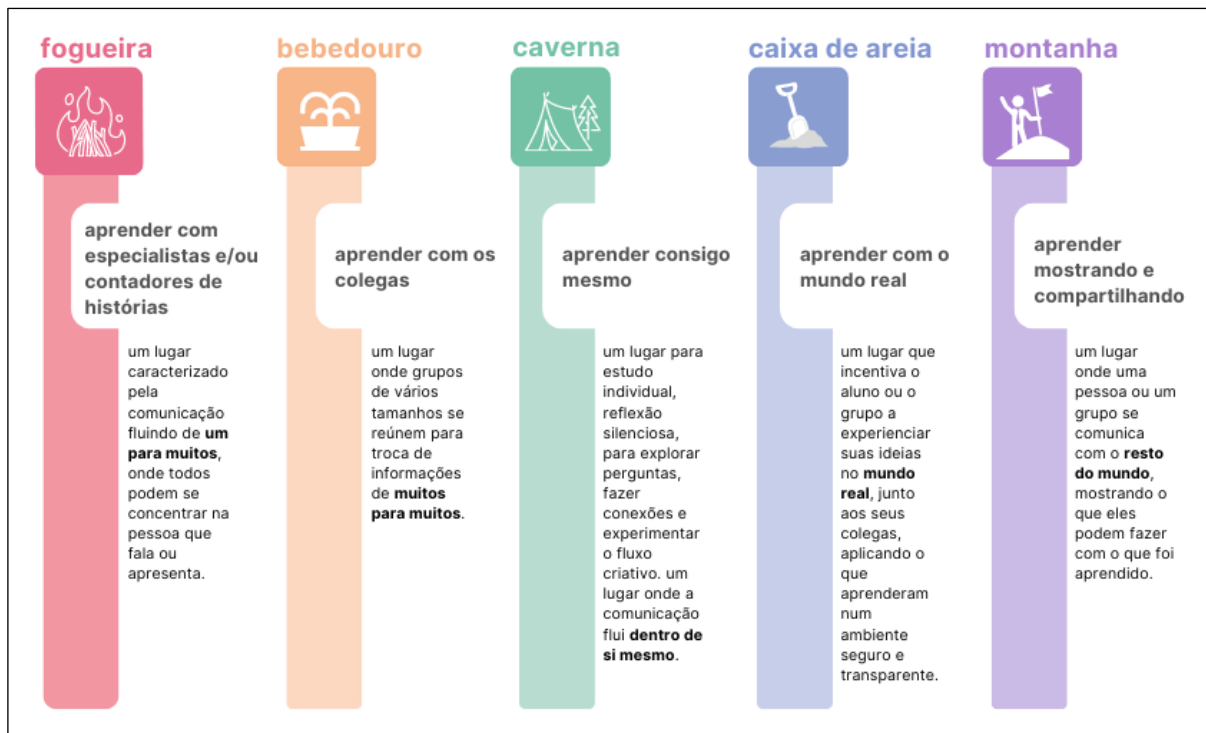 fogueira
aprender com
especialistas e/ou
contadores de
histórias
um lugar
caracterizado
pela
comunicação
fluindo de um
para muitos,
onde todos
podem se
concentrar na
pessoa que
fala ou
apresenta.
bebedouro
aprender com os
colegas
um lugar
onde grupos
de vários
tamanhos se
reúnem para
troca de
informações
de muitos
para muitos.
caverna
aprender consigo
mesmo
um lugar para
estudo
individual,
reflexão
silenciosa,
para explorar
perguntas,
fazer
conexões e
experimentar
o fluxo
criativo. um
lugar onde a
comunicação
flui dentro de
si mesmo.
caixa de areia
aprender com o
mundo real
um lugar que
incentiva o
aluno ou o
grupo a
experienciar
suas ideias
no mundo
real, junto
aos seus
colegas,
aplicando o
que
aprenderam
num
ambiente
seguro e
transparente.
montanha
aprender
mostrando e
compartilhando
um lugar
onde uma
pessoa ou um
grupo se
comunica
com o resto
do mundo,
mostrando o
que eles
podem fazer
com o que foi
aprendido.